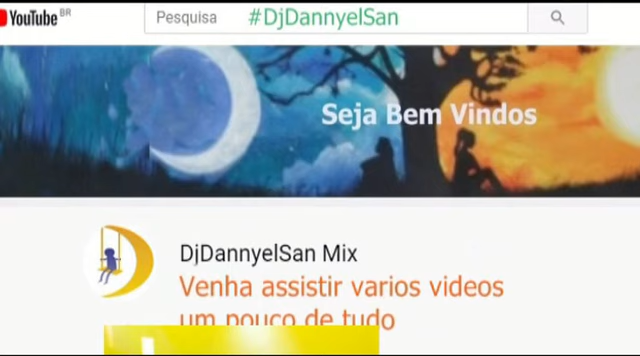 YouTube BR
Pesquisa #DjDannyelSan
Seja Bem Vindos
DjDannyelSan Mix
Venha assistir varios videos
um pouco de tudo